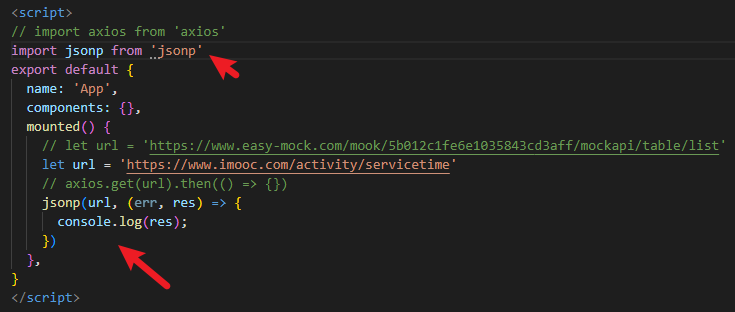 <script>
// import axios from 'axios'
import jsonp from 'jsonp'
export default {
  name: 'App',
  components: {},
  mounted() {
    // let url = 'https://www.easy-mock.com/mook/5b012c1fe6e1035843cd3aff/mockapi/table/list'
    let url = 'https://www.imooc.com/activity/servicetime'
    // axios.get(url).then(() => {})
    jsonp(url, (err, res) => {
      console.log(res);
    })
  },
}
</script>